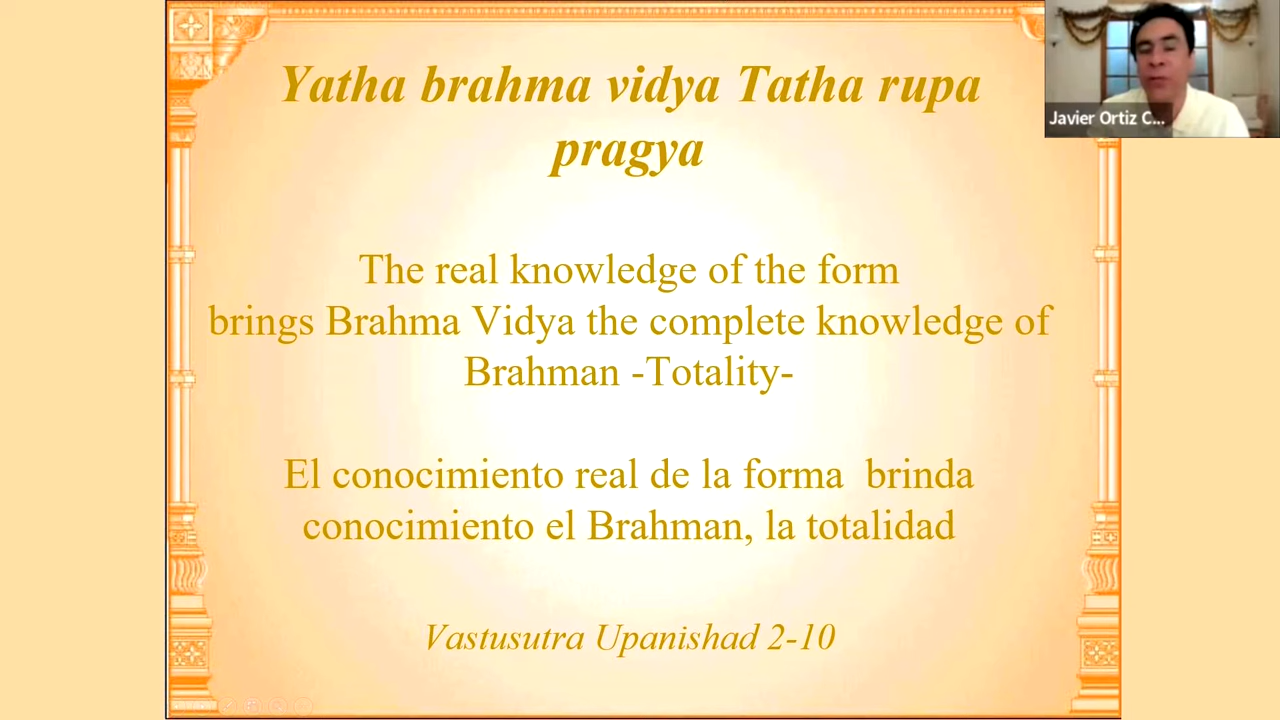 Yatha brahma vidya Tatha rupa
pragya
The real knowledge of the form
brings Brahma Vidya the complete knowledge of
Brahman -Totality-
El conocimiento real de la forma brinda
conocimiento el Brahman, la totalidad
Vastusutra Upanishad 2-10
Javier Ortiz C...